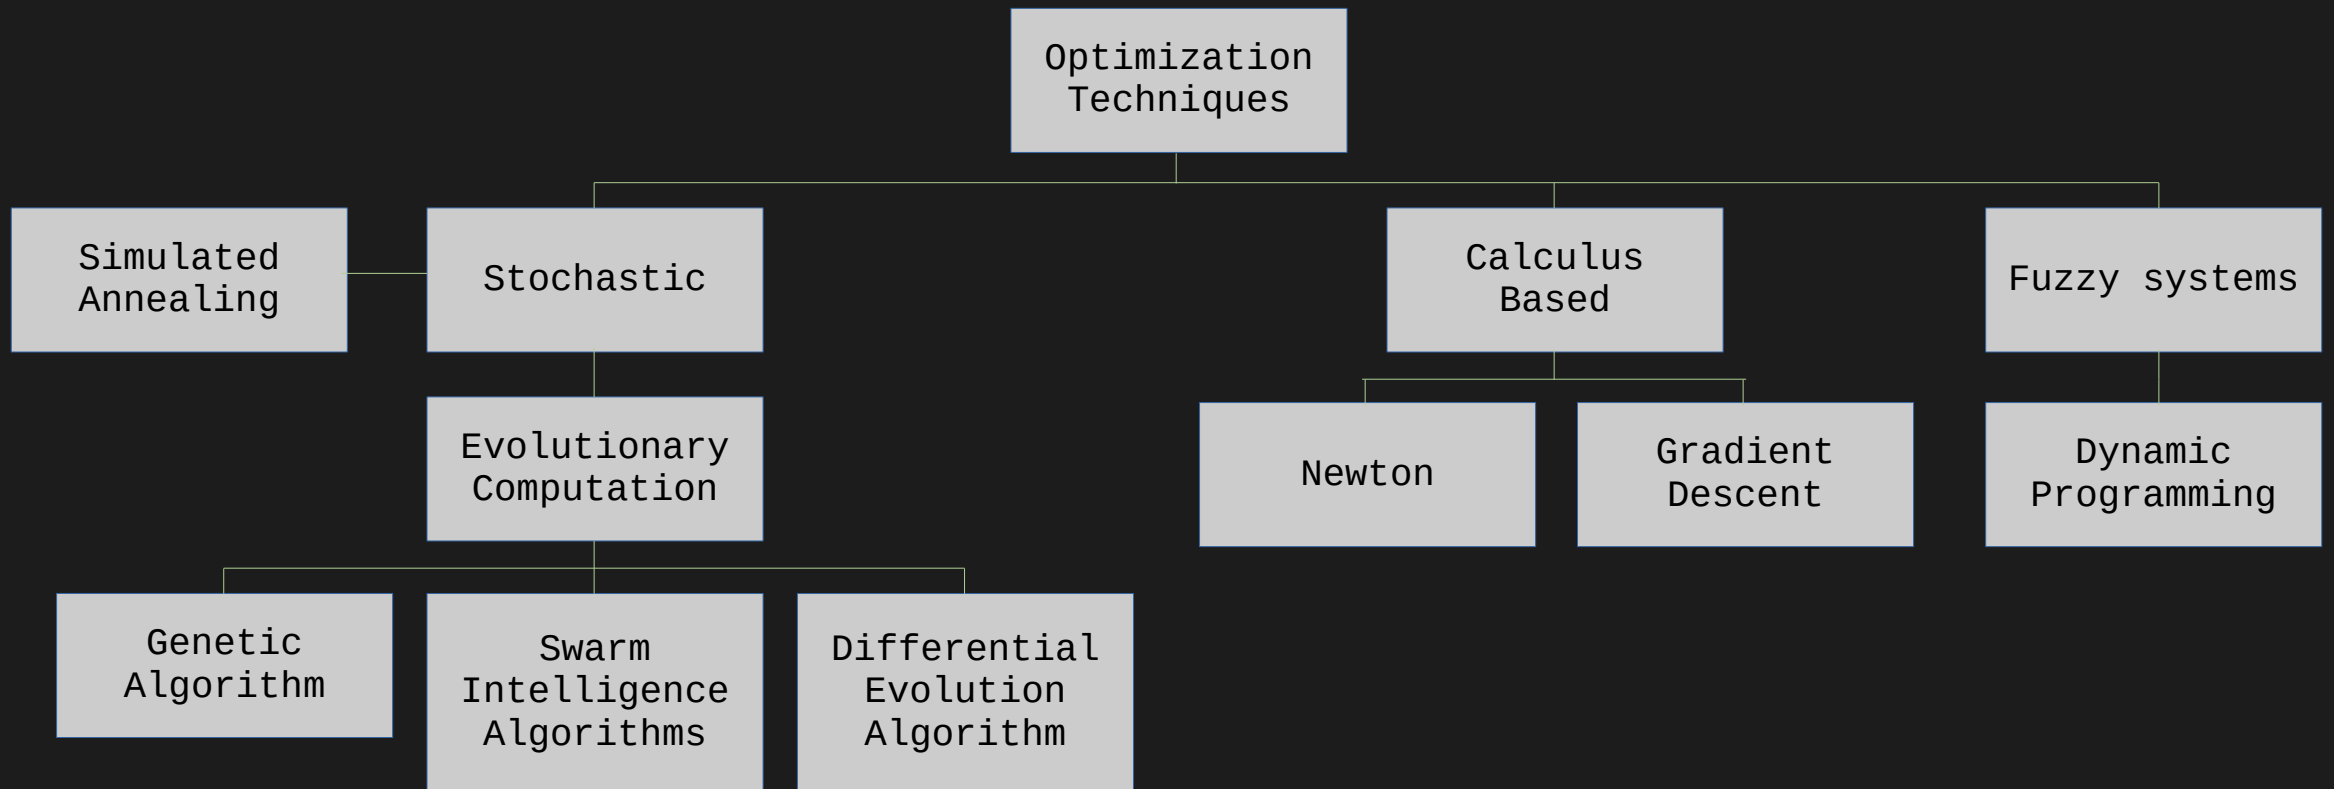 Optimization
Techniques
Simulated
Annealing
Stochastic
Calculus
Based
Fuzzy systems
Evolutionary
Computation
Newton
Gradient
Descent
Dynamic
Programming
Genetic
Algorithm
Swarm
Intelligence
Algorithms
Differential
Evolution
Algorithm